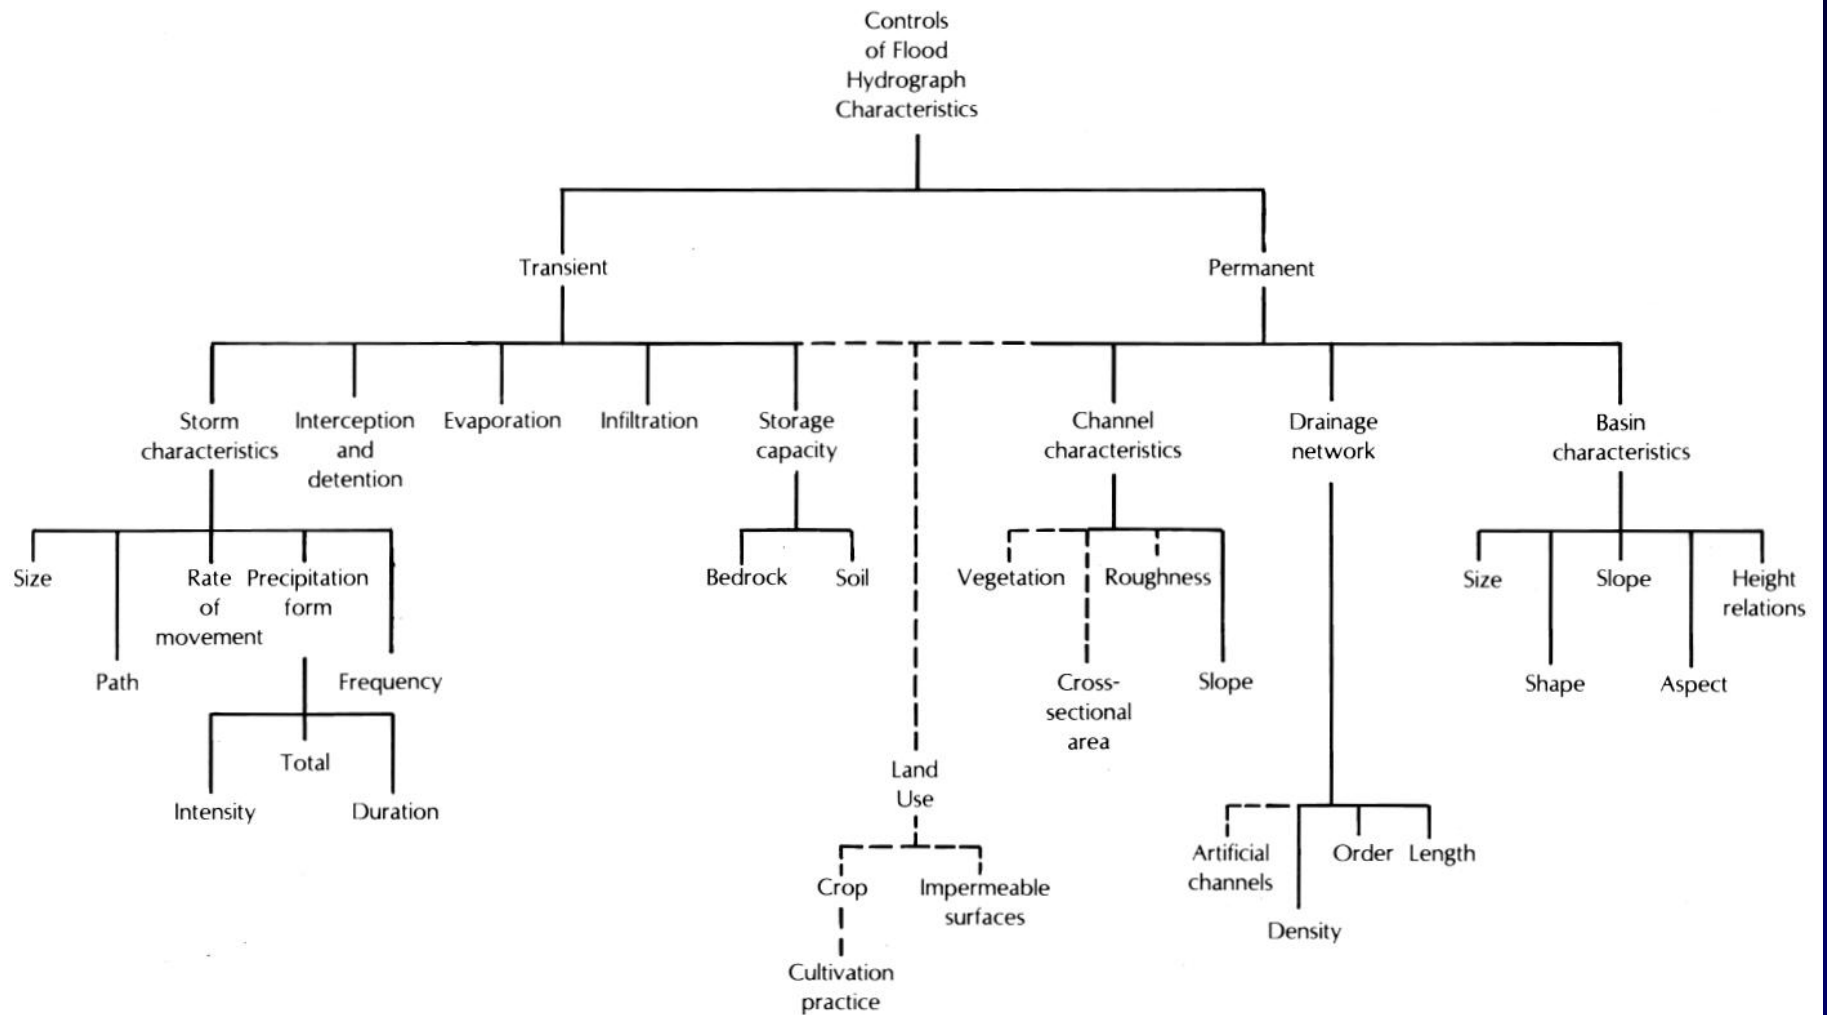 Controls
of Flood
Hydrograph
Characteristics
Transient
Permanent
Storm
characteristics
Interception
and
detention
Evaporation
Infiltration
Storage
capacity
Channel
characteristics
Drainage
network
Basin
characteristics
Size
Path
Rate
of
movement
Precipitation
form
Frequency
Intensity
Total
Duration
Bedrock
Soil
Land
Use
Crop
Cultivation
practice
Impermeable
surfaces
Vegetation
Cross-
sectional
area
Roughness
Slope
Artificial
channels
Density
Order
Length
Size
Shape
Slope
Aspect
Height
relations